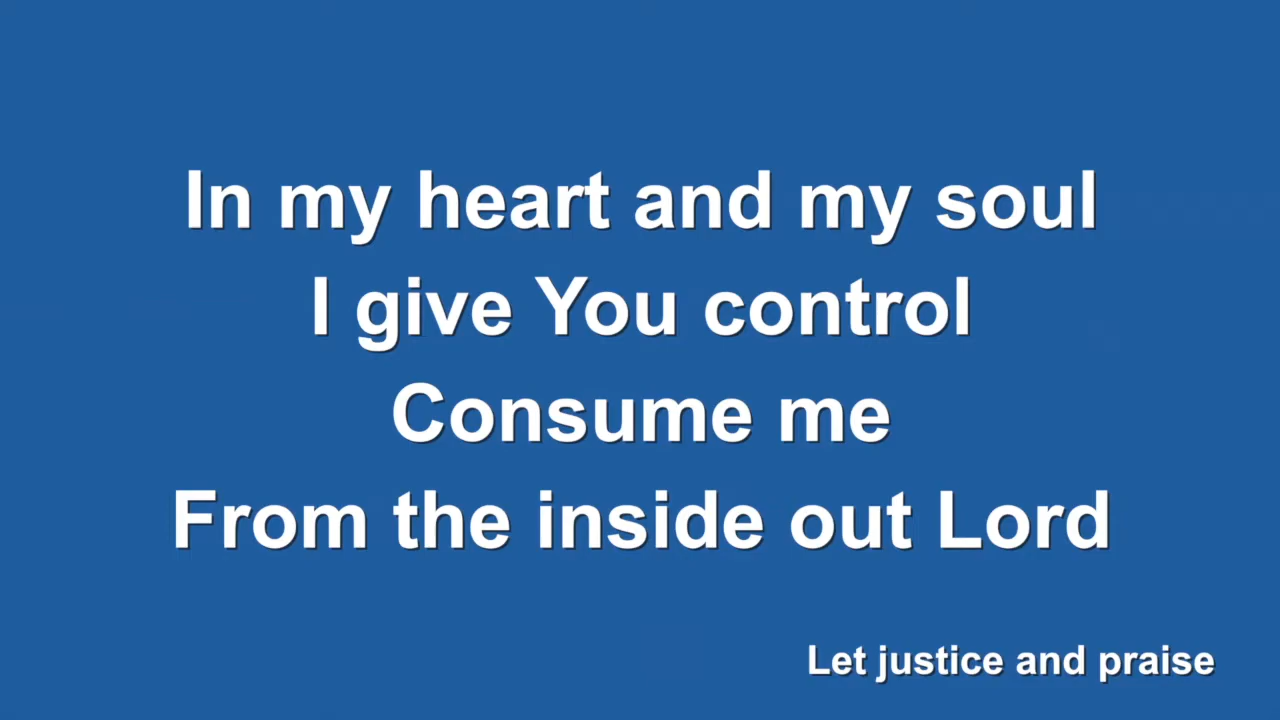 In my heart and my soul
I give You control
Consume me
From the inside out Lord
Let justice and praise